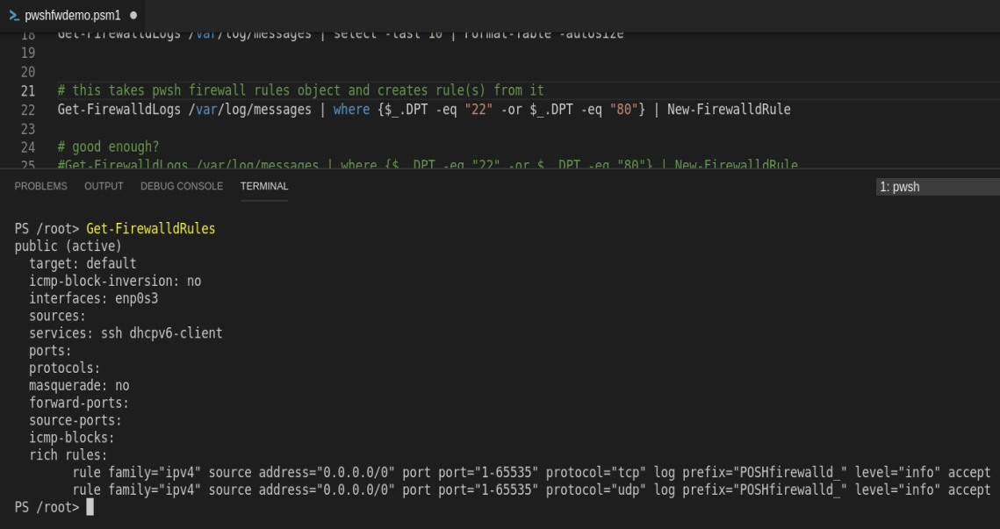 pwshfwdemo.psm1
18 Get-FirewalldLogs /var/log/messages | select -last 10 | Format-Table -autosize
19
20
21 # this takes pwsh firewall rules object and creates rule(s) from it
22 Get-FirewalldLogs /var/log/messages | where {$_.DPT -eq "22" -or $_.DPT -eq "80"} | New-FirewalldRule
23
24 # good enough?
25 #Get-FirewalldLogs /var/log/messages | where {$_.DPT -eq "22" -or $_.DPT -eq "80"} | New-FirewalldRule
PROBLEMS OUTPUT DEBUG CONSOLE TERMINAL 1: pwsh
PS /root> Get-FirewalldRules
public (active)
  target: default
  icmp-block-inversion: no
  interfaces: enp0s3
  sources:
  services: ssh dhcpv6-client
  ports:
  protocols:
  masquerade: no
  forward-ports:
  source-ports:
  icmp-blocks:
  rich rules:
        rule family="ipv4" source address="0.0.0.0/0" port port="1-65535" protocol="tcp" log prefix="POSHfirewalld_" level="info" accept
        rule family="ipv4" source address="0.0.0.0/0" port port="1-65535" protocol="udp" log prefix="POSHfirewalld_" level="info" accept
PS /root>